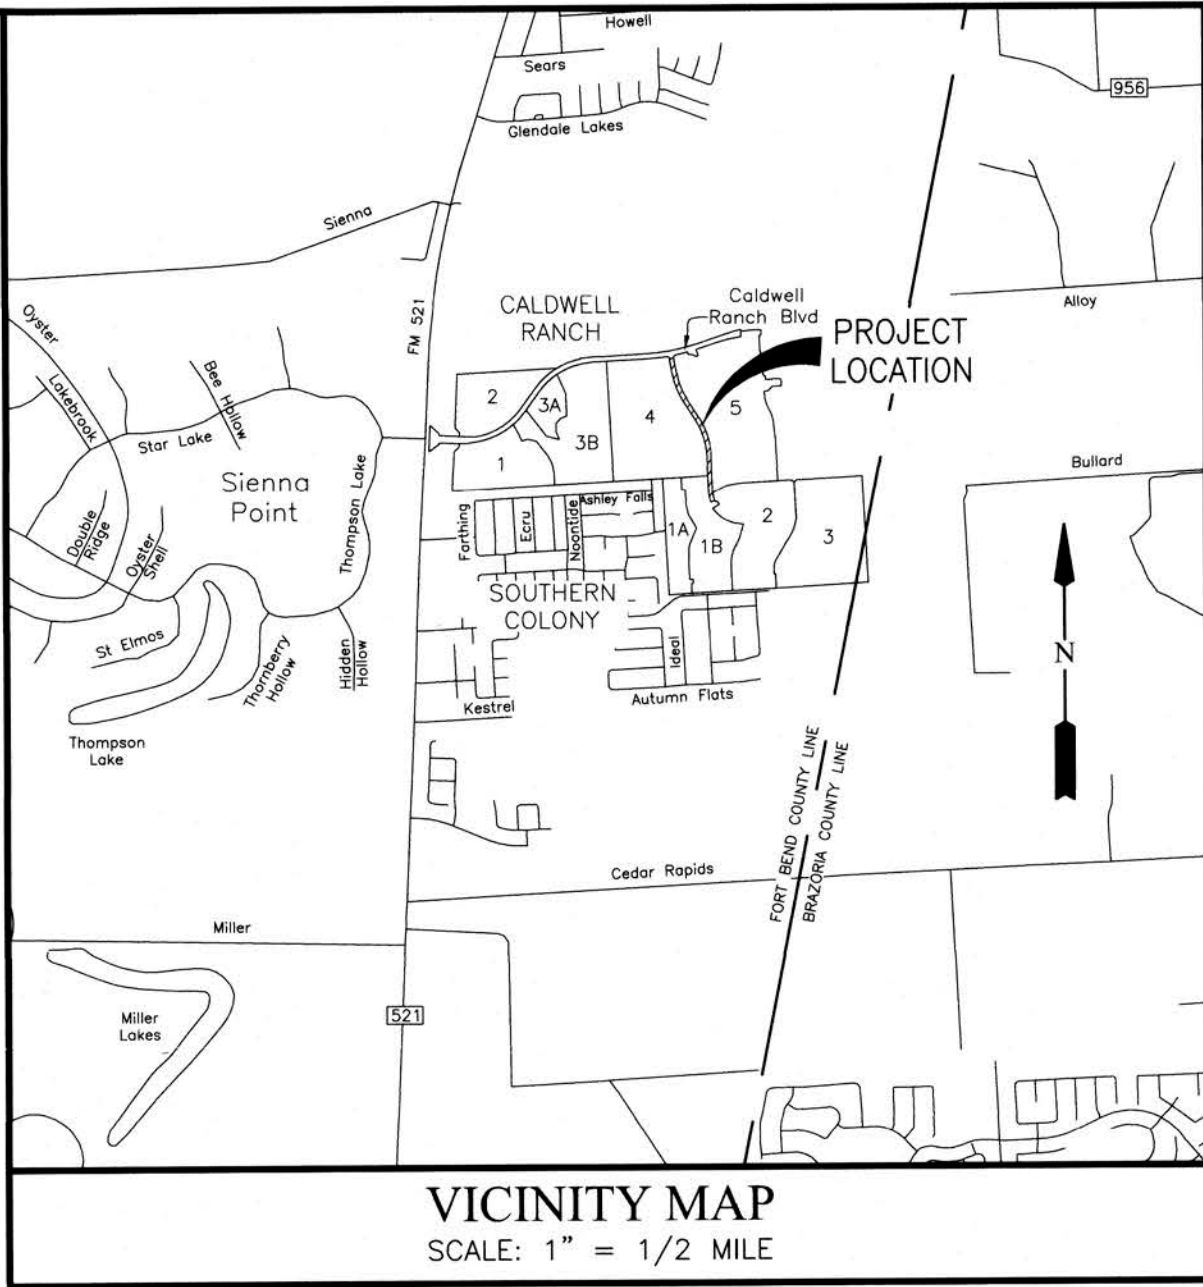 Howell
Sears
956
Glendale Lakes
Sienna
Oyster
FM 521
CALDWELL
RANCH
Caldwell
Ranch Blvd
Alloy
PROJECT
LOCATION
Lakebrook
Bee Hollow
Star Lake
2
3A
3B
4
5
1
Sienna
Point
Thompson Lake
Bullard
Farthing
Ecru
Noontide
Ashley Falls
1A
1B
2
3
Double
Ridge
Oyster
Shell
SOUTHERN
COLONY
St Elmos
Thornberry
Hollow
Hidden
Hollow
Ideal
N
Kestrel
Autumn Flats
Thompson
Lake
FORT BEND COUNTY LINE
BRAZORIA COUNTY LINE
Cedar Rapids
Miller
Miller
Lakes
521
VICINITY MAP
SCALE: 1" = 1/2 MILE